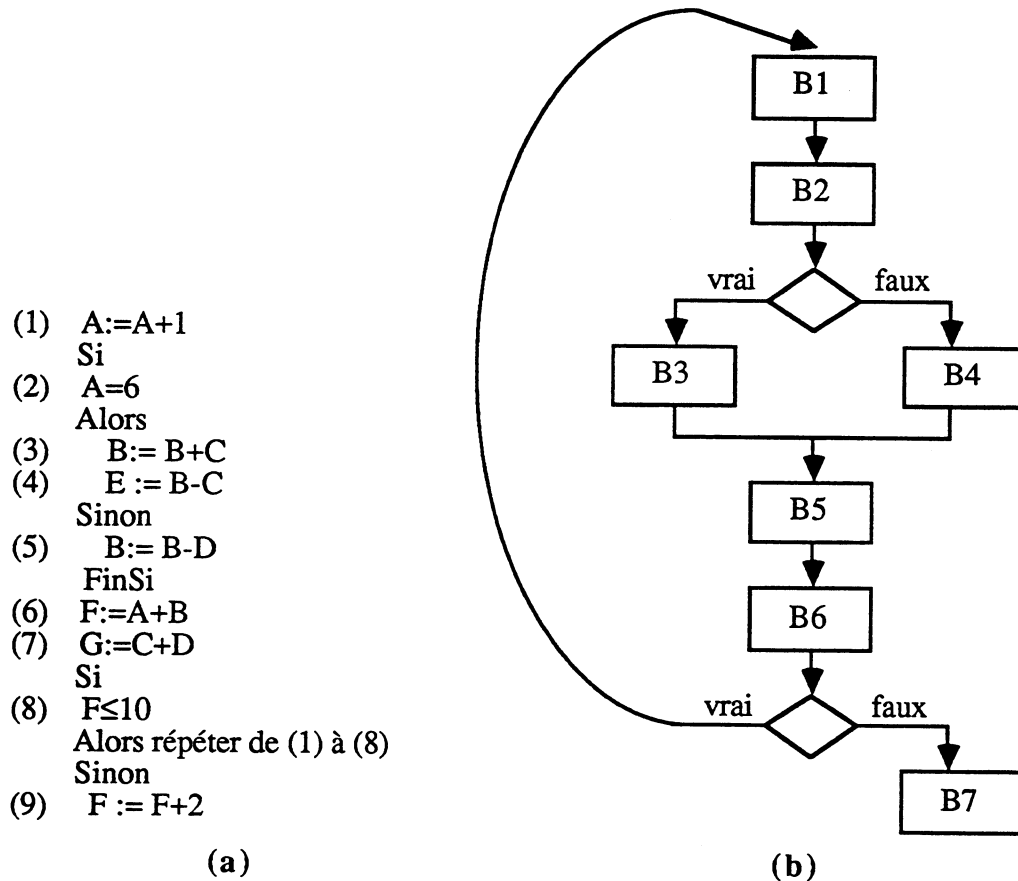 (1) A:=A+1
Si
(2) A=6
Alors
(3) B:= B+C
(4) E := B-C
Sinon
(5) B:= B-D
FinSi
(6) F:=A+B
(7) G:=C+D
Si
(8) F≤10
Alors répéter de (1) à (8)
Sinon
(9) F := F+2
(a)
B1
B2
vrai faux
B3 B4
B5
B6
vrai faux
B7
(b)